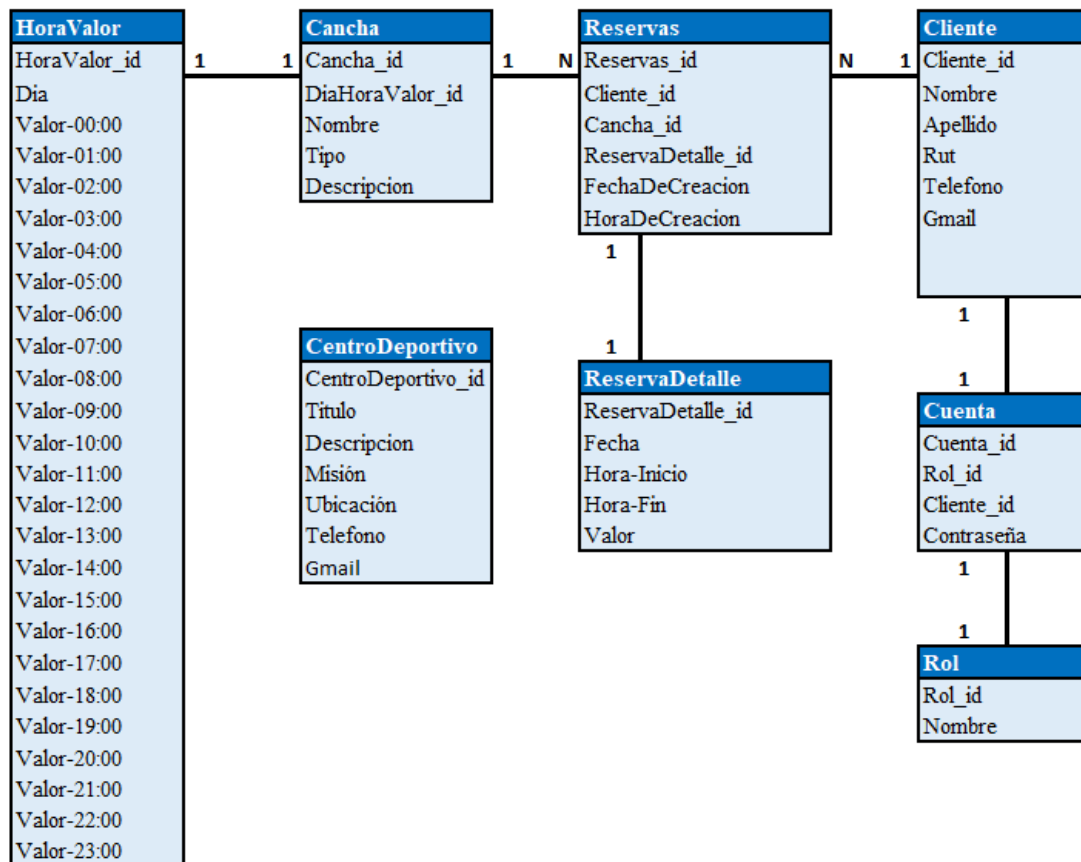 HoraValor
HoraValor_id
Dia
Valor-00:00
Valor-01:00
Valor-02:00
Valor-03:00
Valor-04:00
Valor-05:00
Valor-06:00
Valor-07:00
Valor-08:00
Valor-09:00
Valor-10:00
Valor-11:00
Valor-12:00
Valor-13:00
Valor-14:00
Valor-15:00
Valor-16:00
Valor-17:00
Valor-18:00
Valor-19:00
Valor-20:00
Valor-21:00
Valor-22:00
Valor-23:00
1
1
Cancha
Cancha_id
DiaHoraValor_id
Nombre
Tipo
Descripcion
1
N
Reservas
Reservas_id
Cliente_id
Cancha_id
ReservaDetalle_id
FechaDeCreacion
HoraDeCreacion
N
1
Cliente
Cliente_id
Nombre
Apellido
Rut
Telefono
Gmail
1
1
CentroDeportivo
CentroDeportivo_id
Titulo
Descripcion
Misión
Ubicación
Telefono
Gmail
ReservaDetalle
ReservaDetalle_id
Fecha
Hora-Inicio
Hora-Fin
Valor
1
1
Cuenta
Cuenta_id
Rol_id
Cliente_id
Contraseña
1
1
Rol
Rol_id
Nombre